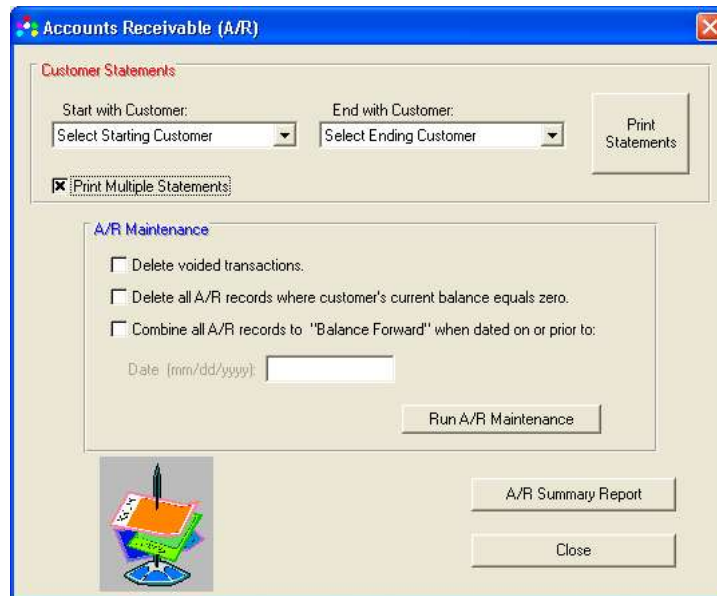 Accounts Receivable (A/R)
Customer Statements
Start with Customer:
End with Customer:
Select Starting Customer
Select Ending Customer
Print
Statements
Print Multiple Statements
A/R Maintenance
Delete voided transactions.
Delete all A/R records where customer's current balance equals zero.
Combine all A/R records to "Balance Forward" when dated on or prior to:
Date (mm/dd/yyyy):
Run A/R Maintenance
A/R Summary Report
Close